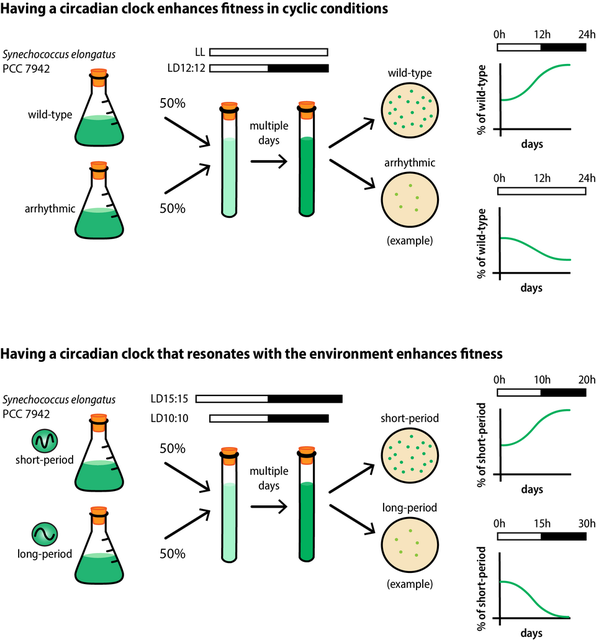 Having a circadian clock enhances fitness in cyclic conditions
Synechococcus elongatus
PCC 7942
wild-type
arrhythmic
50%
50%
LL
LD12:12
multiple
days
wild-type
arrhythmic
(example)
0h 12h 24h
% of wild-type
days
0h 12h 24h
% of wild-type
days
Having a circadian clock that resonates with the environment enhances fitness
Synechococcus elongatus
PCC 7942
short-period
long-period
50%
50%
LD15:15
LD10:10
multiple
days
short-period
long-period
(example)
0h 10h 20h
% of short-period
days
0h 15h 30h
% of short-period
days